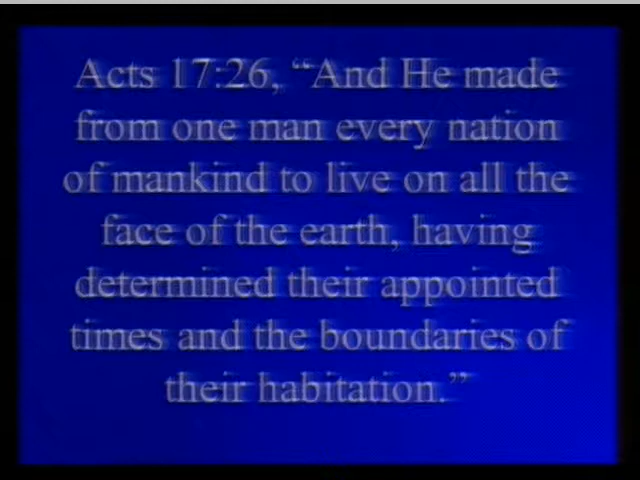 Acts 17:26, “And He made
from one man every nation
of mankind to live on all the
face of the earth, having
determined their appointed
times and the boundaries of
their habitation.”